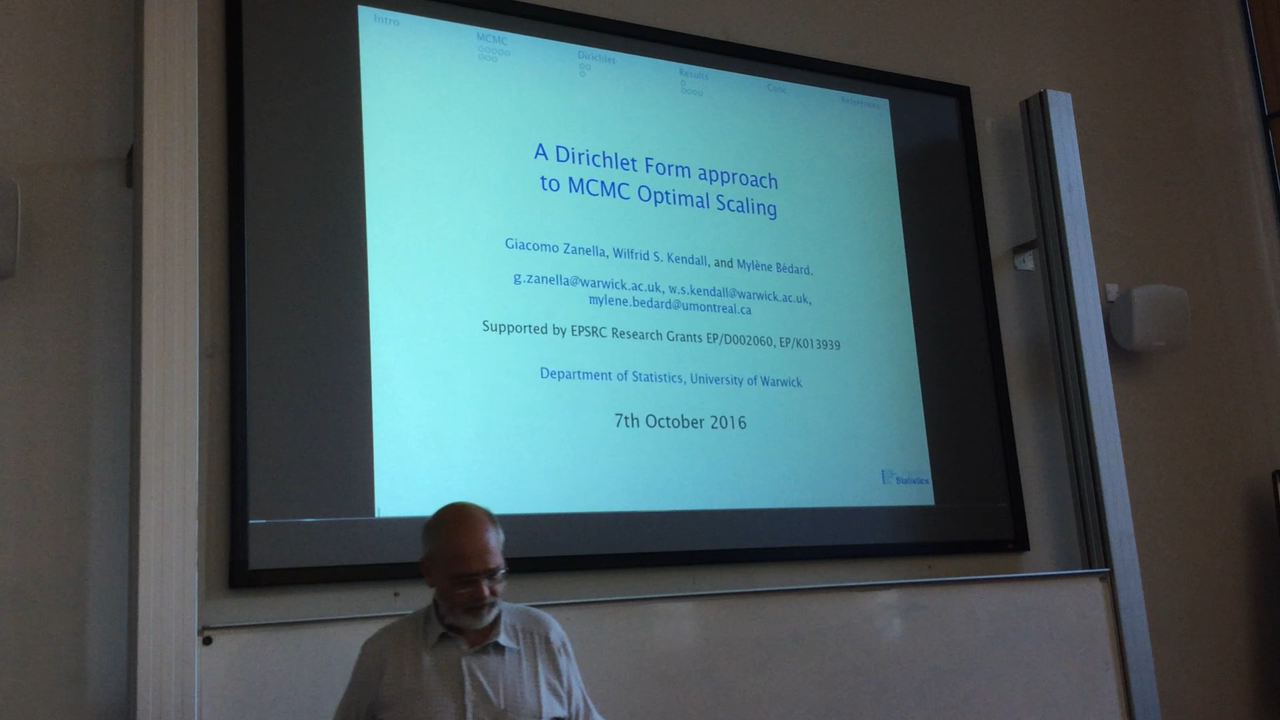 Intro
MCMC
Dirichlet
Results
Conc
References
A Dirichlet Form approach
to MCMC Optimal Scaling
Giacomo Zanella, Wilfrid S. Kendall, and Mylène Bédard.
g.zanella@warwick.ac.uk, w.s.kendall@warwick.ac.uk,
mylene.bedard@umontreal.ca
Supported by EPSRC Research Grants EP/D002060, EP/K013939
Department of Statistics, University of Warwick
7th October 2016
Statistics